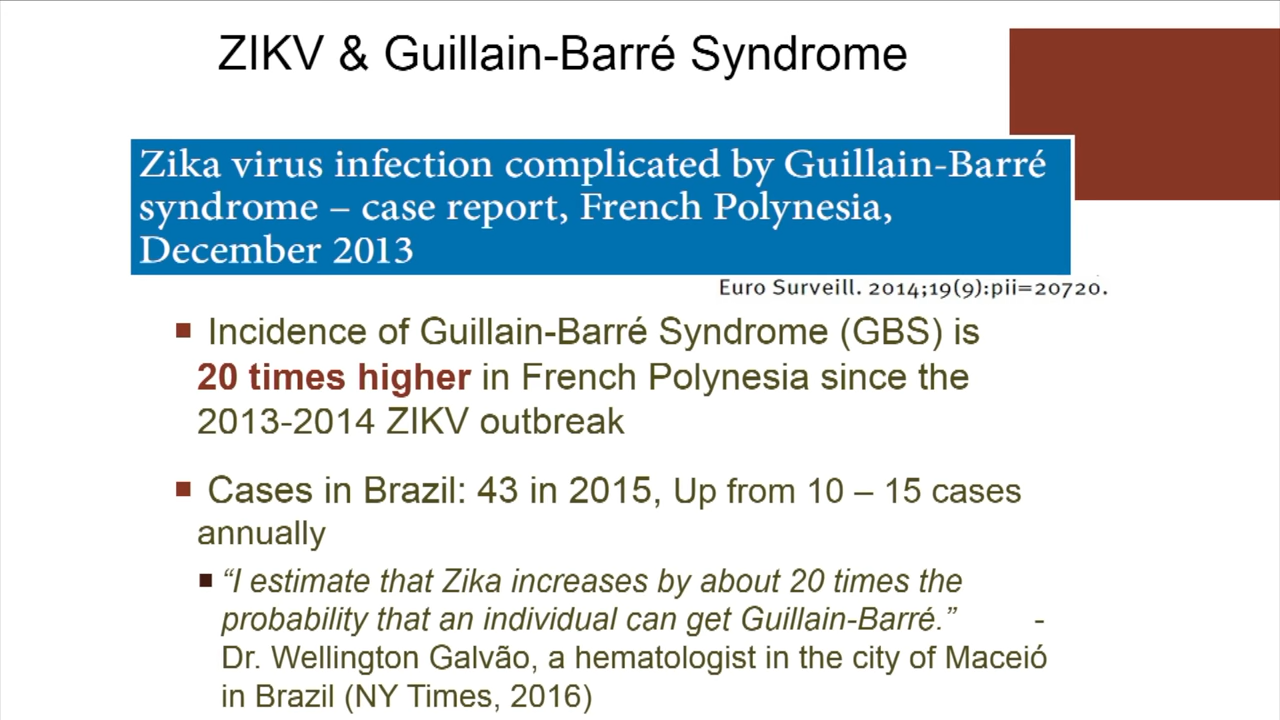 ZIKV & Guillain-Barré Syndrome
Zika virus infection complicated by Guillain-Barré
syndrome – case report, French Polynesia,
December 2013
Euro Surveill. 2014;19(9):pii=20720.
Incidence of Guillain-Barré Syndrome (GBS) is
20 times higher in French Polynesia since the
2013-2014 ZIKV outbreak
Cases in Brazil: 43 in 2015, Up from 10 – 15 cases
annually
“I estimate that Zika increases by about 20 times the
probability that an individual can get Guillain-Barré.” -
Dr. Wellington Galvão, a hematologist in the city of Maceió
in Brazil (NY Times, 2016)